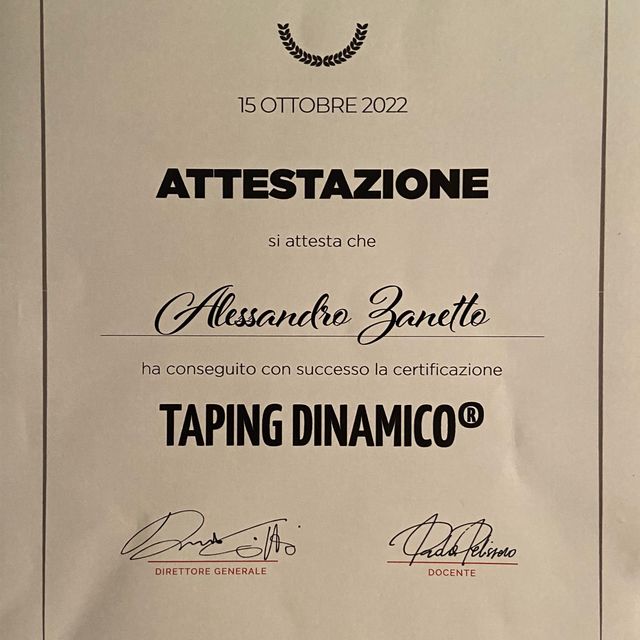 15 OTTOBRE 2022
ATTESTAZIONE
si attesta che
Alessandro Zanetto
ha conseguito con successo la certificazione
TAPING DINAMICO®
DIRETTORE GENERALE
DOCENTE